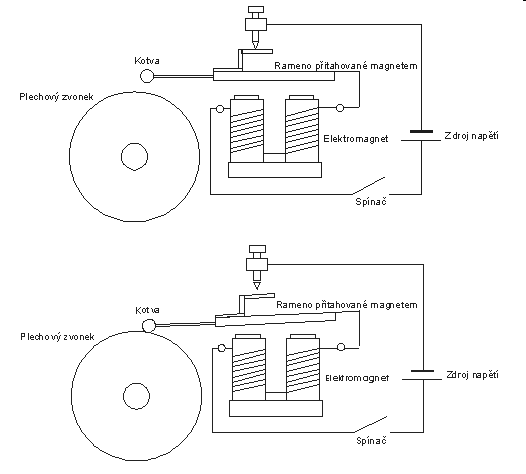 Kotva
Rameno přitahované magnetem
Plechový zvonek
Elektromagnet
Zdroj napětí
Spínač
Kotva
Rameno přitahované magnetem
Plechový zvonek
Elektromagnet
Zdroj napětí
Spínač